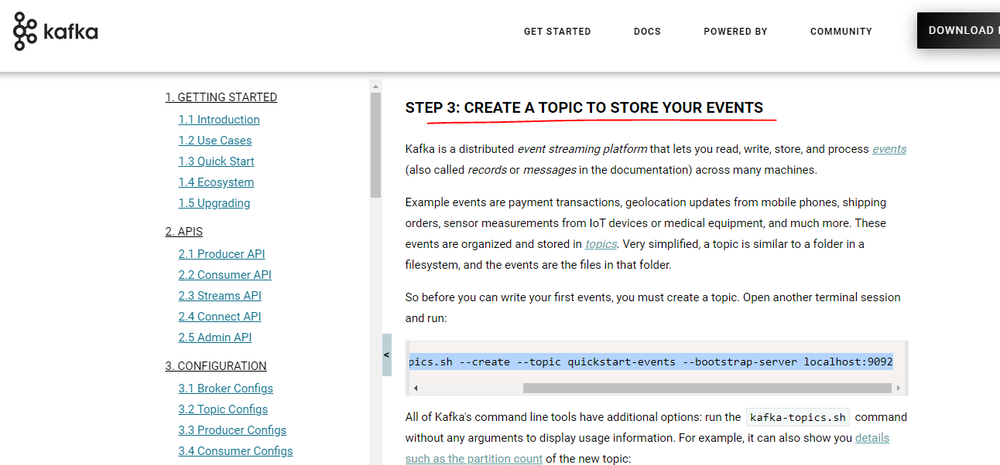 kafka
GET STARTED
DOCS
POWERED BY
COMMUNITY
DOWNLOAD
1. GETTING STARTED
1.1 Introduction
1.2 Use Cases
1.3 Quick Start
1.4 Ecosystem
1.5 Upgrading
2. APIS
2.1 Producer API
2.2 Consumer API
2.3 Streams API
2.4 Connect API
2.5 Admin API
3. CONFIGURATION
3.1 Broker Configs
3.2 Topic Configs
3.3 Producer Configs
3.4 Consumer Configs
<
STEP 3: CREATE A TOPIC TO STORE YOUR EVENTS
Kafka is a distributed event streaming platform that lets you read, write, store, and process events
(also called records or messages in the documentation) across many machines.
Example events are payment transactions, geolocation updates from mobile phones, shipping
orders, sensor measurements from IoT devices or medical equipment, and much more. These
events are organized and stored in topics. Very simplified, a topic is similar to a folder in a
filesystem, and the events are the files in that folder.
So before you can write your first events, you must create a topic. Open another terminal session
and run:
pics.sh --create --topic quickstart-events --bootstrap-server localhost:9092
All of Kafka's command line tools have additional options: run the kafka-topics.sh command
without any arguments to display usage information. For example, it can also show you details
such as the partition count of the new topic: